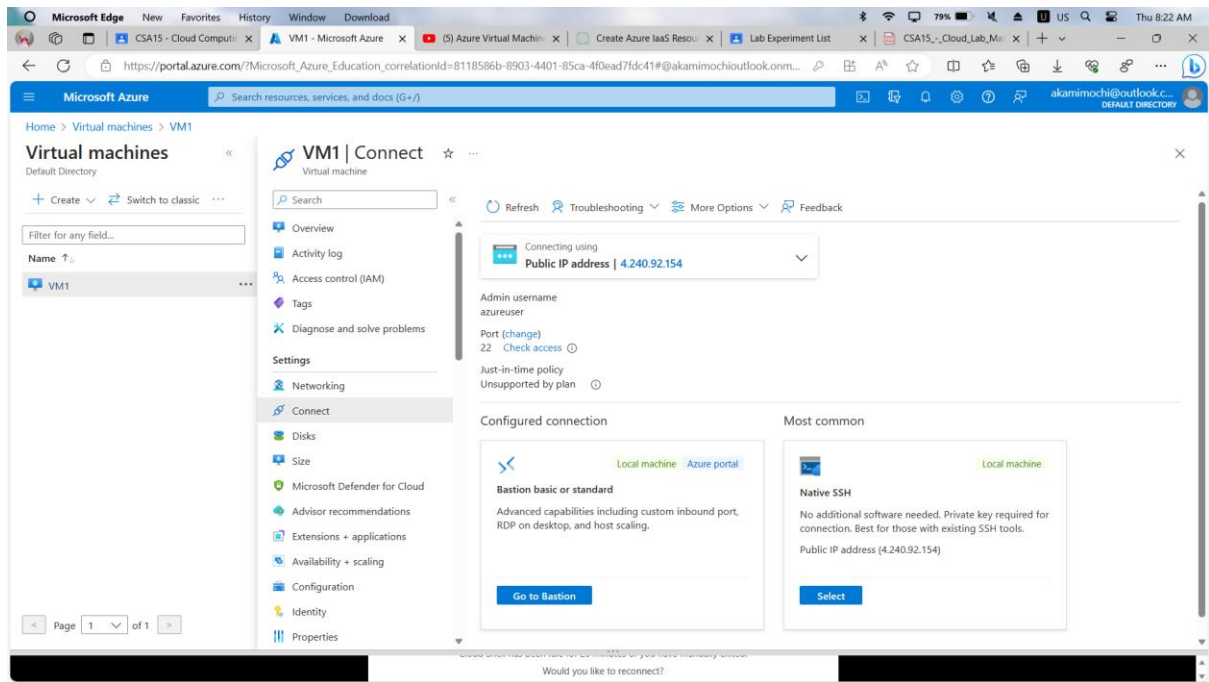 Microsoft Edge New Favorites History Window Download 79% US Thu 8:22 AM
CSA15 - Cloud Computin VM1 - Microsoft Azure (5) Azure Virtual Machin Create Azure IaaS Resou Lab Experiment List CSA15_-_Cloud_Lab_Ma
https://portal.azure.com/?Microsoft_Azure_Education_correlationId=8118586b-8903-4401-85ca-4f0ead7fdc41#@akamimochioutlook.onm...
Microsoft Azure Search resources, services, and docs (G+/) akamimochi@outlook.c...
DEFAULT DIRECTORY
Home > Virtual machines > VM1
Virtual machines
Default Directory
Create Switch to classic
Filter for any field...
Name
VM1
Page 1 of 1
VM1 | Connect
Virtual machine
Search
Overview
Activity log
Access control (IAM)
Tags
Diagnose and solve problems
Settings
Networking
Connect
Disks
Size
Microsoft Defender for Cloud
Advisor recommendations
Extensions + applications
Availability + scaling
Configuration
Identity
Properties
Refresh Troubleshooting More Options Feedback
Connecting using
Public IP address | 4.240.92.154
Admin username
azureuser
Port (change)
22 Check access
Just-in-time policy
Unsupported by plan
Configured connection
Local machine Azure portal
Bastion basic or standard
Advanced capabilities including custom inbound port,
RDP on desktop, and host scaling.
Go to Bastion
Most common
Local machine
Native SSH
No additional software needed. Private key required for
connection. Best for those with existing SSH tools.
Public IP address (4.240.92.154)
Select
Would you like to reconnect?